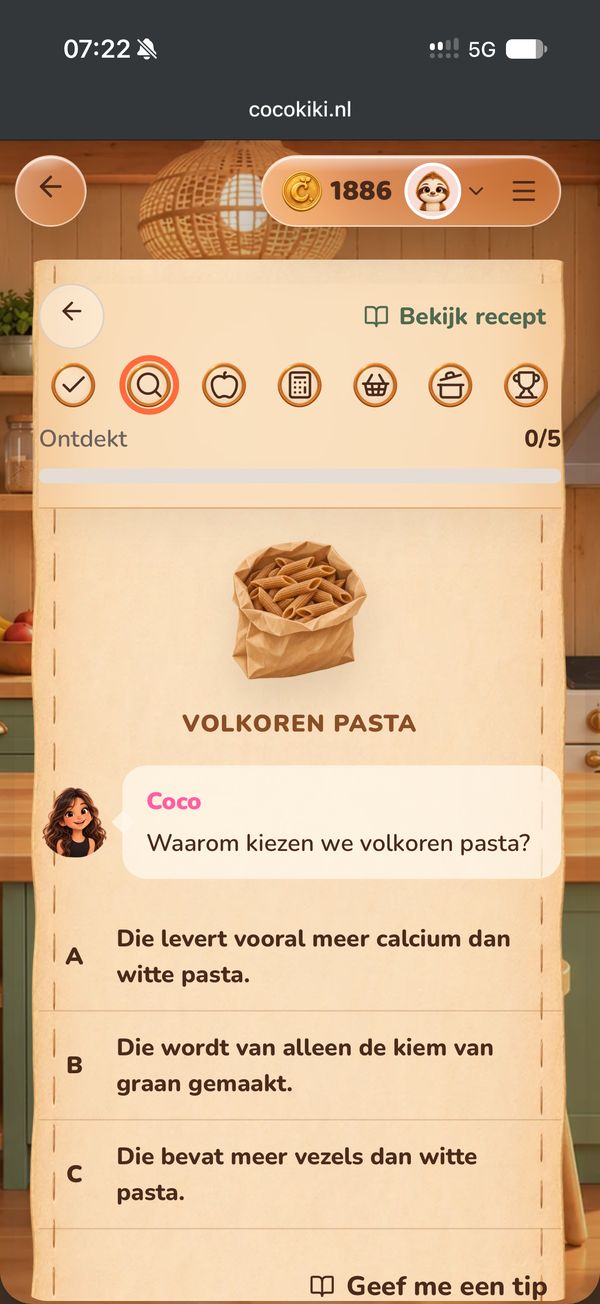 07:22
5G
cocokiki.nl
1886
Bekijk recept
Ontdekt
0/5
VOLKOREN PASTA
Coco
Waarom kiezen we volkoren pasta?
A
Die levert vooral meer calcium dan
witte pasta.
B
Die wordt van alleen de kiem van
graan gemaakt.
C
Die bevat meer vezels dan witte
pasta.
Geef me een tip